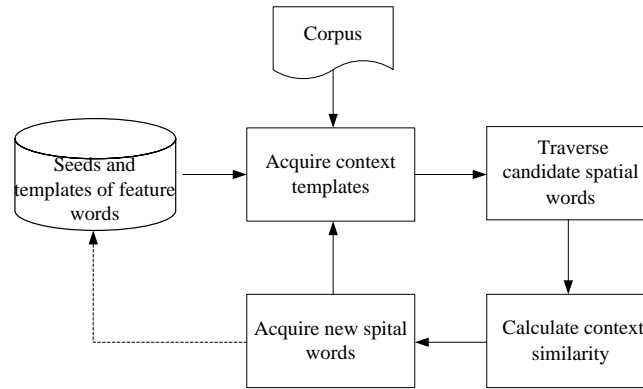 Corpus
Seeds and
templates of feature
words
Acquire context
templates
Traverse
candidate spatial
words
Acquire new spital
words
Calculate context
similarity